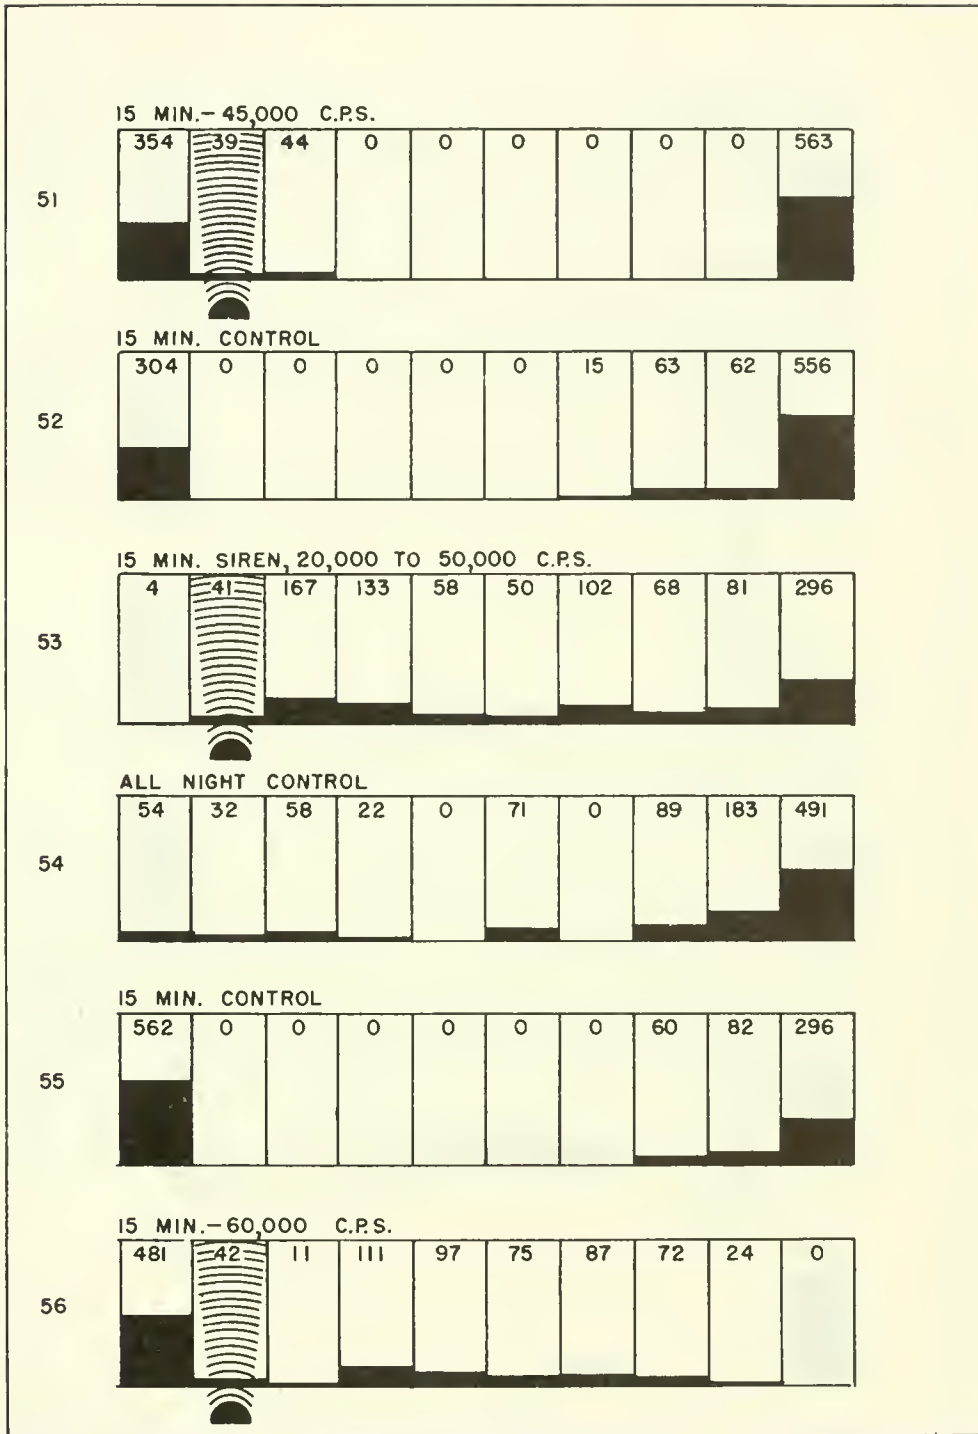 15 MIN.- 45,000 C.P.S.
354 39 44 0 0 0 0 0 0 563
51
15 MIN. CONTROL
304 0 0 0 0 0 15 63 62 556
52
15 MIN. SIREN, 20,000 TO 50,000 C.P.S.
4 41 167 133 58 50 102 68 81 296
53
ALL NIGHT CONTROL
54 32 58 22 0 71 0 89 183 491
54
15 MIN. CONTROL
562 0 0 0 0 0 0 60 82 296
55
15 MIN.-60,000 C.P.S.
481 42 11 111 97 75 87 72 24 0
56